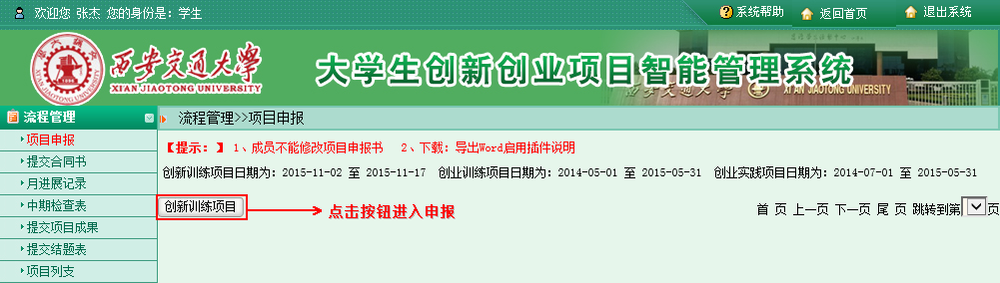 欢迎您 张杰 您的身份是：学生
系统帮助 返回首页 退出系统
西安交通大学
XI'AN JIAOTONG UNIVERSITY
大学生创新创业项目智能管理系统
XI'AN JIAOTONG UNIVERSITY
流程管理
流程管理>>项目申报
项目申报
提交合同书
月进展记录
中期检查表
提交项目成果
提交结题表
项目列支
【提示：】 1、成员不能修改项目申报书 2、下载：导出Word启用插件说明
创新训练项目日期为：2015-11-02 至 2015-11-17 创业训练项目日期为：2014-05-01 至 2015-05-31 创业实践项目日期为：2014-07-01 至 2015-05-31
创新训练项目
点击按钮进入申报
首 页 上一页 下一页 尾 页 跳转到第 页